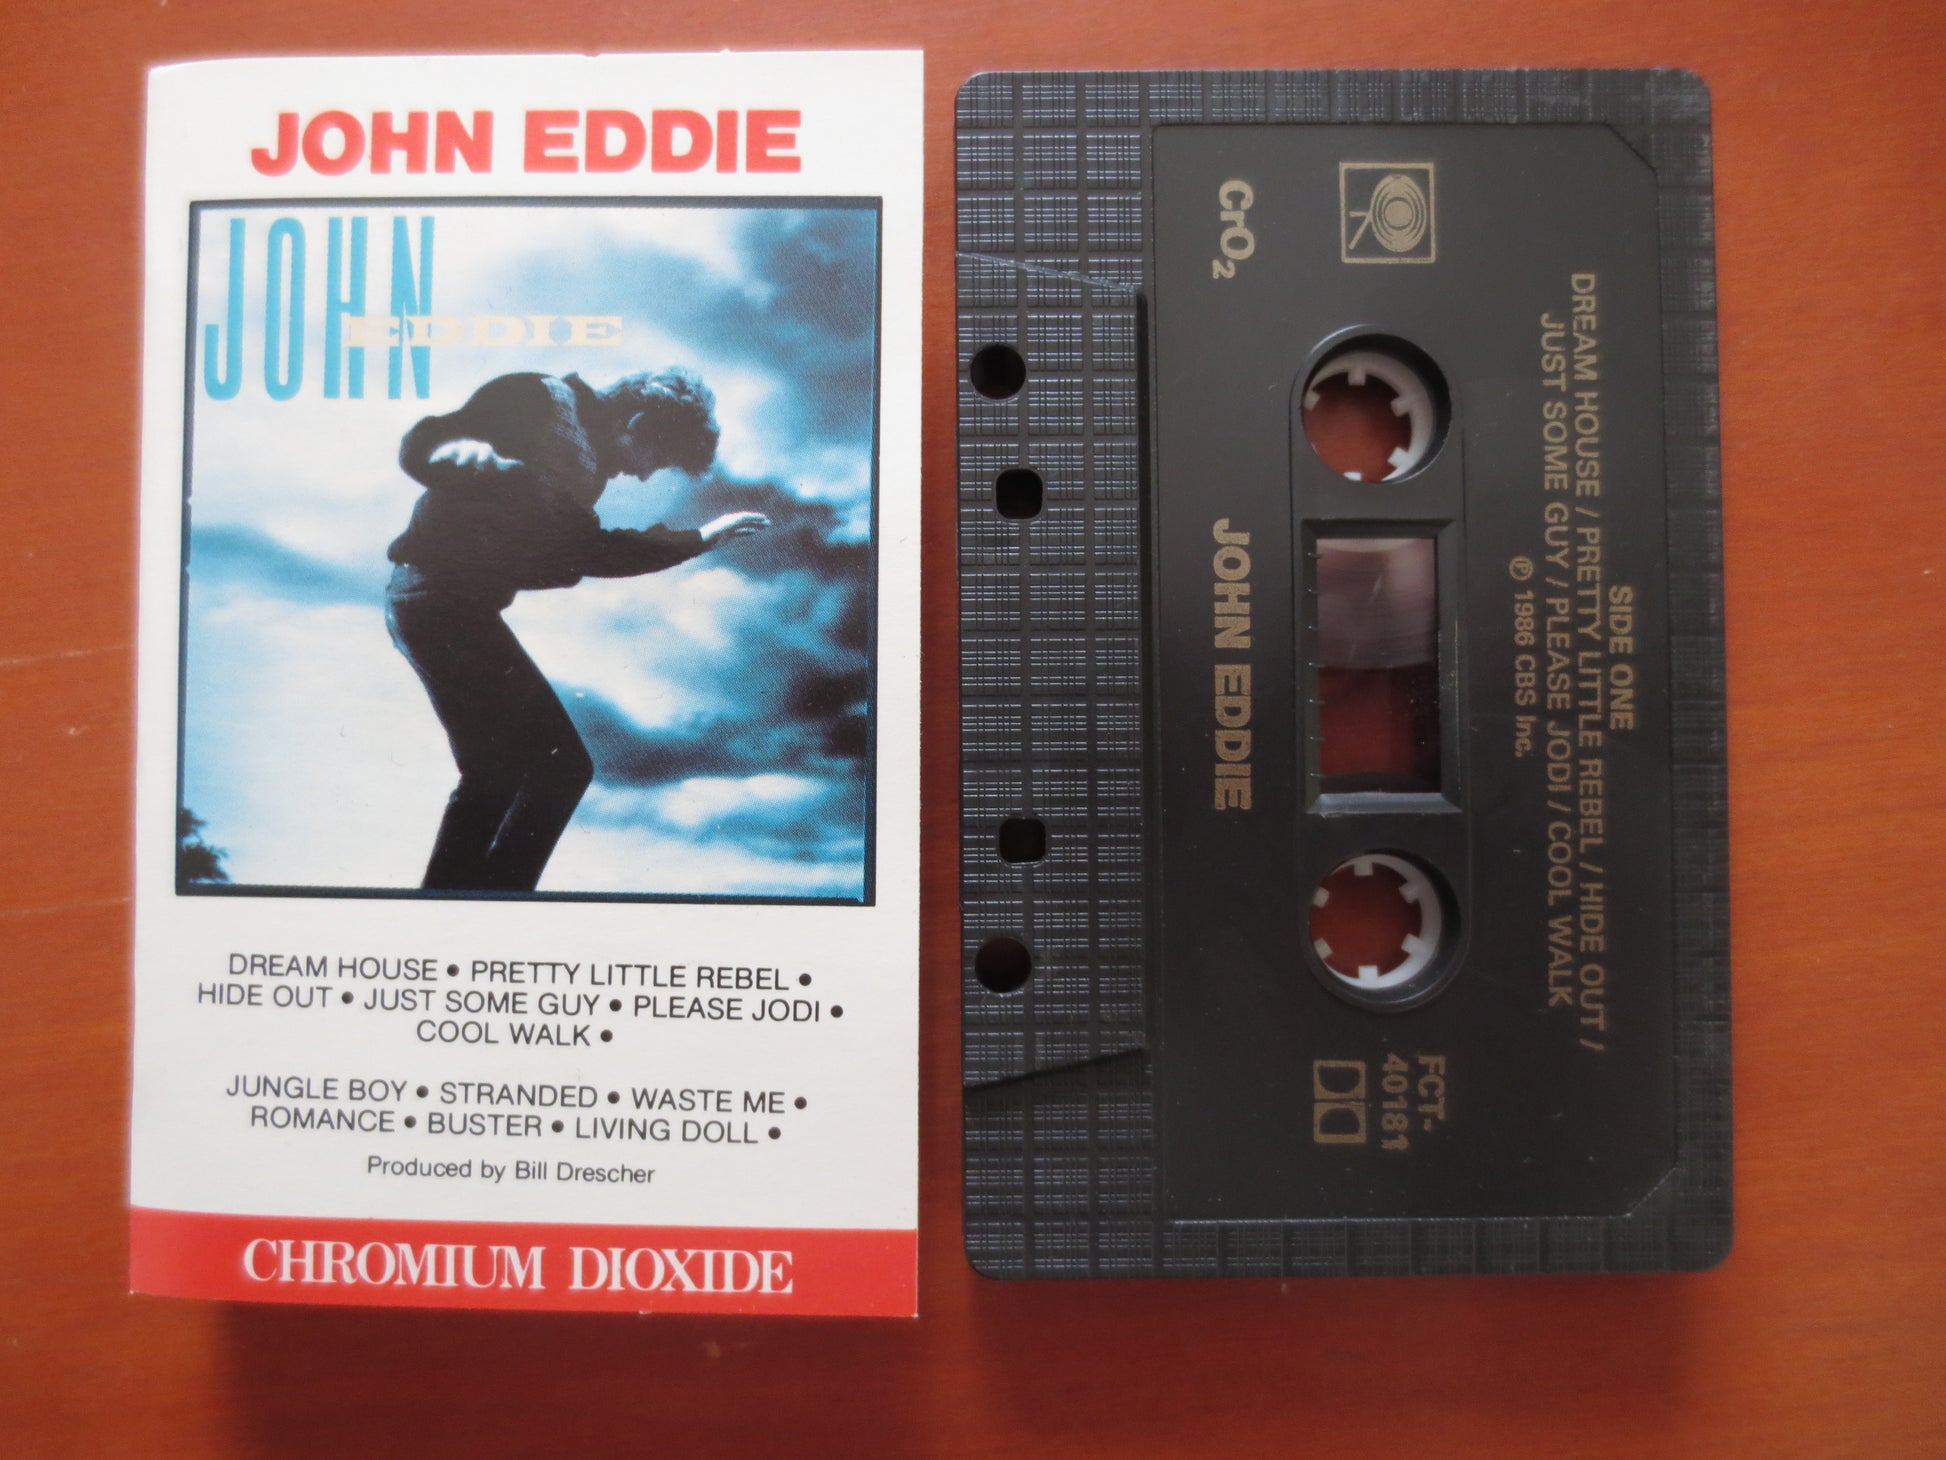 JOHN EDDIE
JOHN
EDDIE
DREAM HOUSE • PRETTY LITTLE REBEL •
HIDE OUT • JUST SOME GUY • PLEASE JODI •
COOL WALK •
JUNGLE BOY • STRANDED • WASTE ME •
ROMANCE • BUSTER • LIVING DOLL •
Produced by Bill Drescher
CHROMIUM DIOXIDE
SIDE ONE
DREAM HOUSE / PRETTY LITTLE REBEL / HIDE OUT /
JUST SOME GUY / PLEASE JODI / COOL WALK
℗ 1986 CBS Inc.
FCT-
40181
CrO₂
JOHN EDDIE